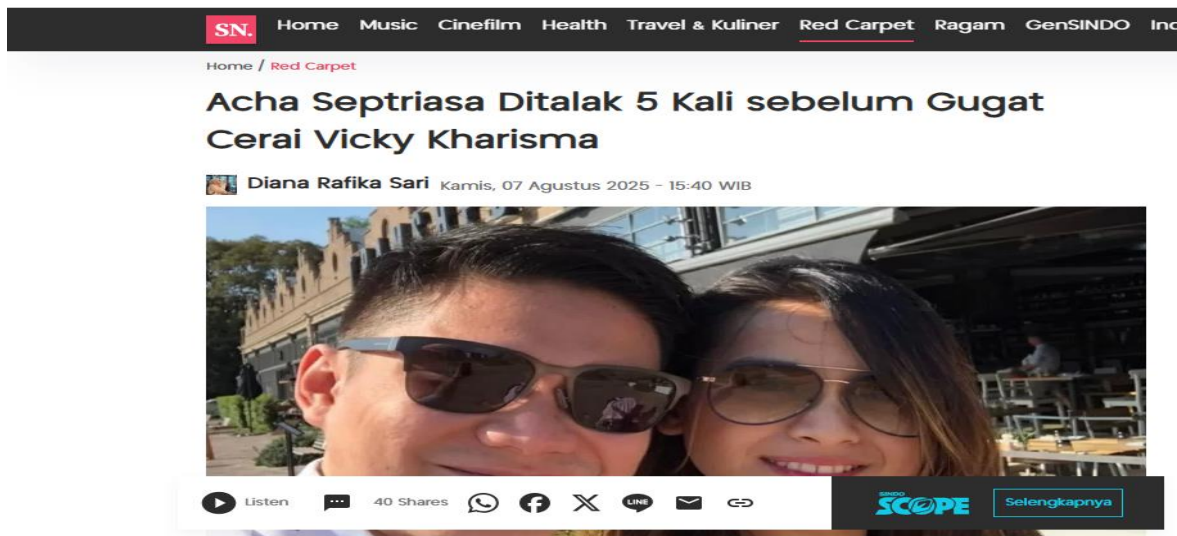 SN. Home Music Cinefilm Health Travel & Kuliner Red Carpet Ragam GenSINDO
Home / Red Carpet
Acha Septriasa Ditalak 5 Kali sebelum Gugat
Cerai Vicky Kharisma
Diana Rafika Sari Kamis, 07 Agustus 2025 - 15:40 WIB
Listen 40 Shares LINE SINDO SCOPE Selengkapnya